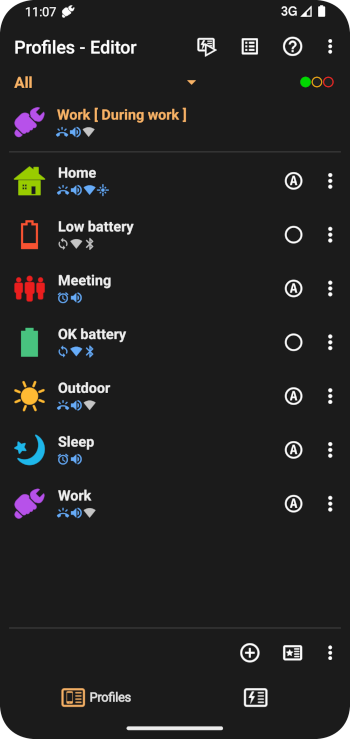 11:07
3G
Profiles - Editor
All
Work [ During work ]
Home
A
Low battery
Meeting
A
OK battery
Outdoor
A
Sleep
A
Work
A
Profiles